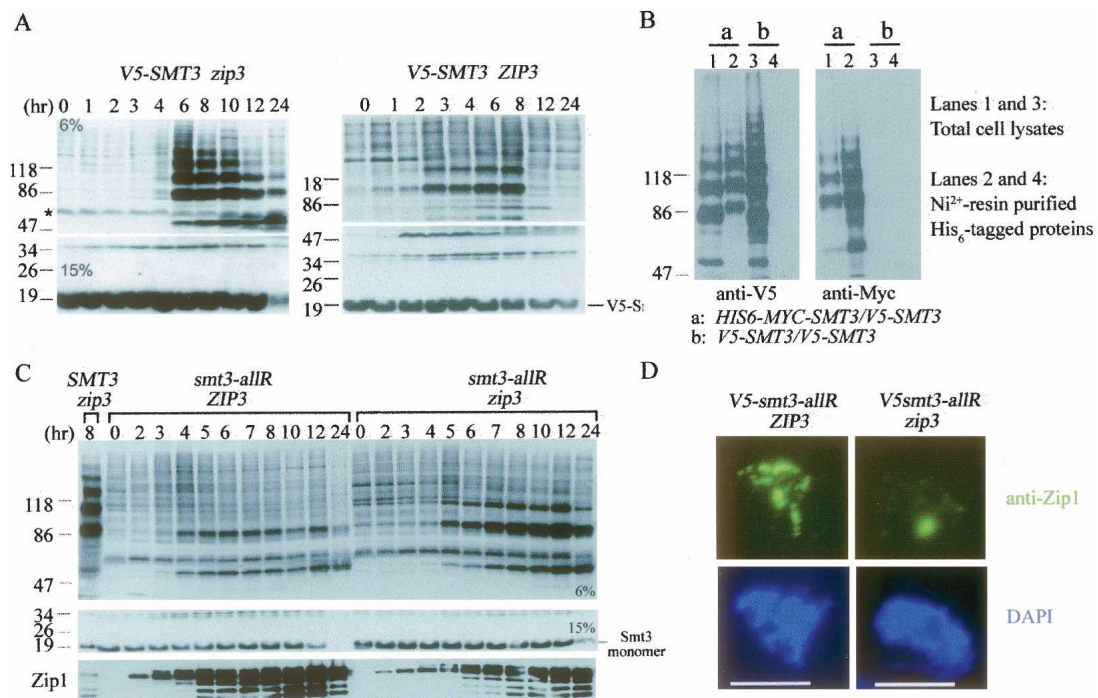 A
V5-SMT3 zip3
V5-SMT3 ZIP3
(hr) 0 1 2 3 4 6 8 10 12 24
0 1 2 3 4 6 8 12 24
6%
118
86
*
47
34
26
15%
19
18
86
47
34
26
19
V5-S
B
a b
1 2 3 4
a b
1 2 3 4
118
86
47
anti-V5 anti-Myc
Lanes 1 and 3:
Total cell lysates
Lanes 2 and 4:
Ni2+-resin purified
His6-tagged proteins
a: HIS6-MYC-SMT3/V5-SMT3
b: V5-SMT3/V5-SMT3
C
SMT3
zip3
smt3-allR
ZIP3
smt3-allR
zip3
(hr) 8 0 2 3 4 5 6 7 8 10 12 24 0 2 3 4 5 6 7 8 10 12 24
118
86
47
6%
34
26
19
15%
Smt3
monomer
Zip1
D
V5-smt3-allR
ZIP3
V5smt3-allR
zip3
anti-Zip1
DAPI